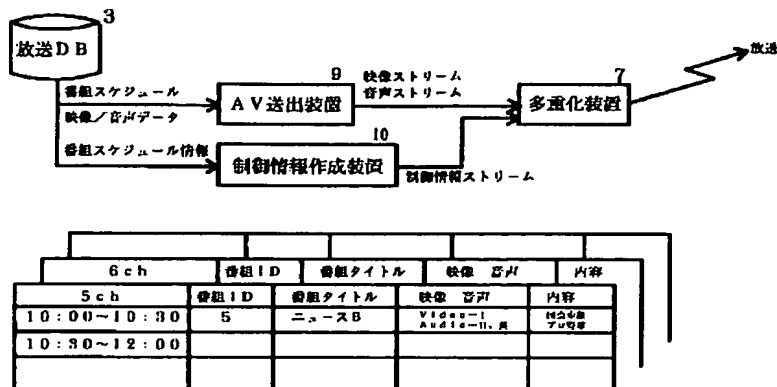 3
放送DB
番組スケジュール
映像/音声データ
番組スケジュール情報
9
AV送出装置
映像ストリーム
音声ストリーム
10
制御情報作成装置
制御情報ストリーム
7
多重化装置
放送
6ch 番組ID 番組タイトル 映像 音声 内容
5ch 番組ID 番組タイトル 映像 音声 内容
10:00~10:30 5 ニュースB Video-I
Audio-II,
10:30~12:00